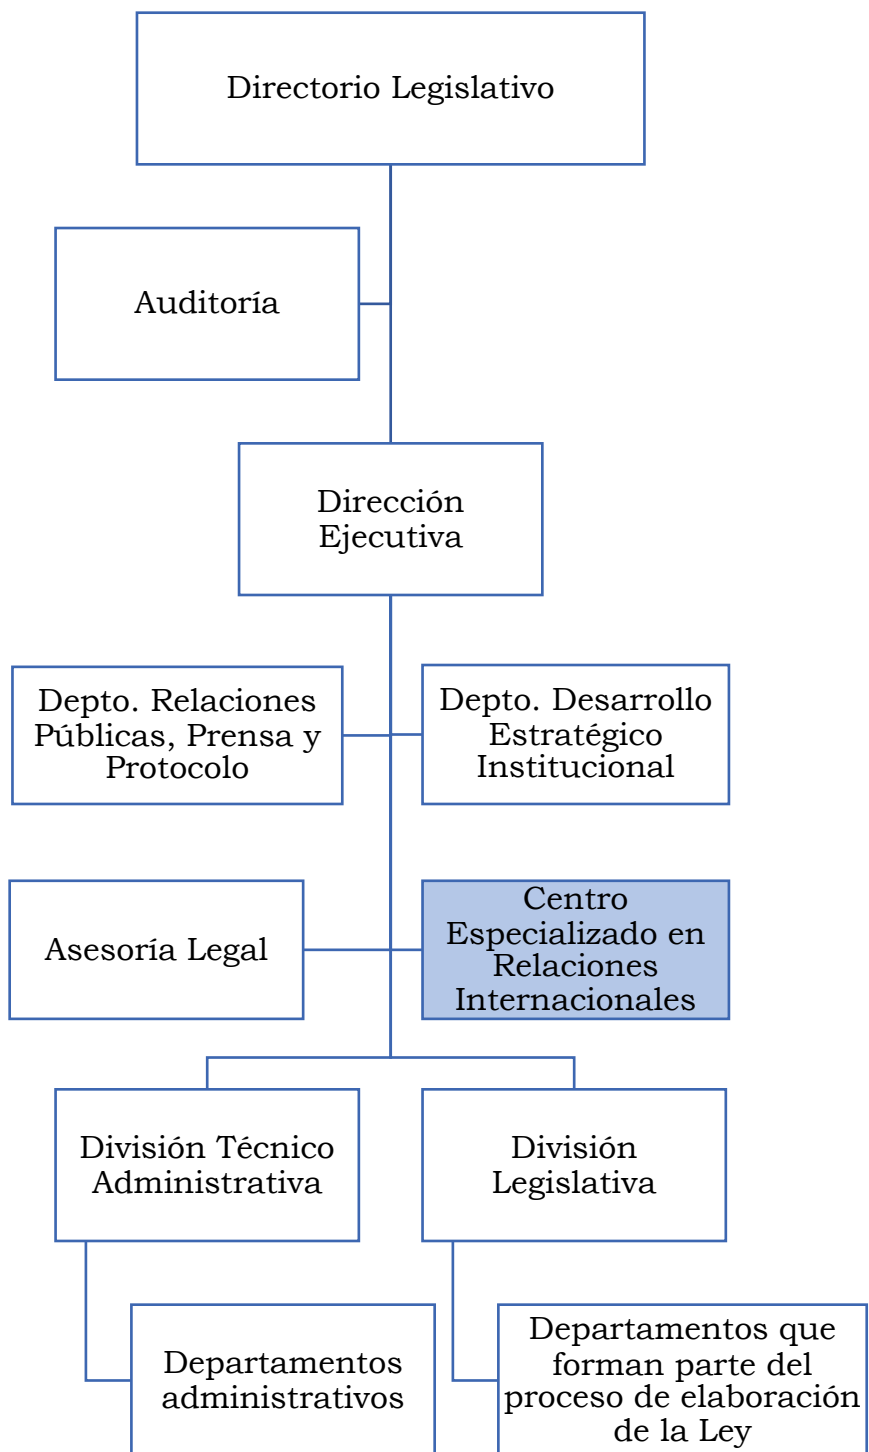 Directorio Legislativo
Auditoría
Dirección
Ejecutiva
Depto. Relaciones
Públicas, Prensa y
Protocolo
Depto. Desarrollo
Estratégico
Institucional
Asesoría Legal
Centro
Especializado en
Relaciones
Internacionales
División Técnico
Administrativa
División
Legislativa
Departamentos
administrativos
Departamentos que
forman parte del
proceso de elaboración
de la Ley